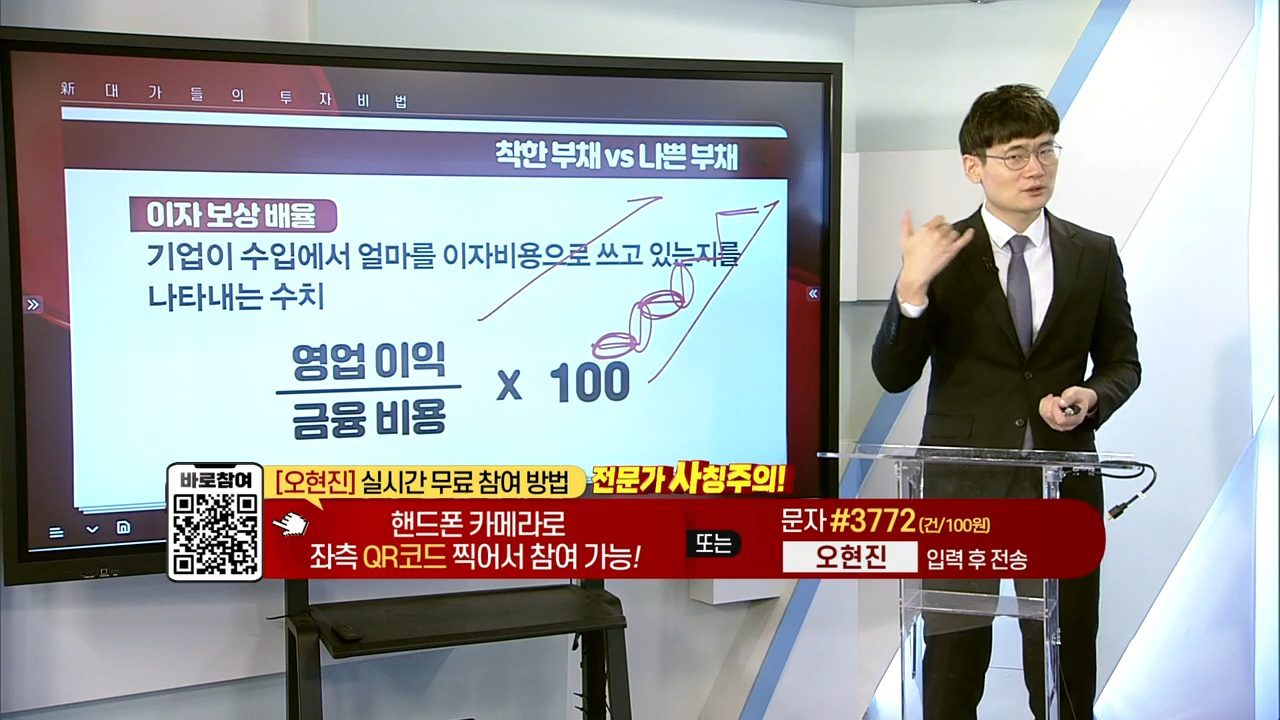 新 대가들의 투자비법
착한 부채 vs 나쁜 부채
이자 보상 배율
기업이 수입에서 얼마를 이자비용으로 쓰고 있는지를
나타내는 수치
영업 이익
금융 비용
x 100
바로참여
[오현진] 실시간 무료 참여 방법
전문가 사칭주의!
핸드폰 카메라로
좌측 QR코드 찍어서 참여 가능!
또는
문자 #3772 (건/100원)
오현진 입력 후 전송